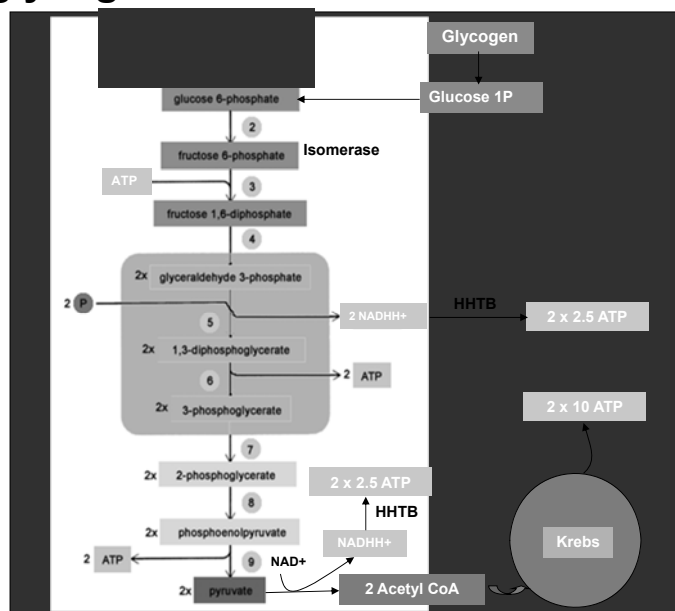 Glycogen
Glucose 1P
glucose 6-phosphate
2
fructose 6-phosphate
Isomerase
ATP
3
fructose 1,6-diphosphate
4
2x glyceraldehyde 3-phosphate
2 P
2 NADHH+
HHTB
2 x 2.5 ATP
5
2x 1,3-diphosphoglycerate
6
2 ATP
2x 3-phosphoglycerate
2 x 10 ATP
7
2x 2-phosphoglycerate
2 x 2.5 ATP
8
HHTB
2x phosphoenolpyruvate
NADHH+
Krebs
2 ATP
9
NAD+
2x pyruvate
2 Acetyl CoA